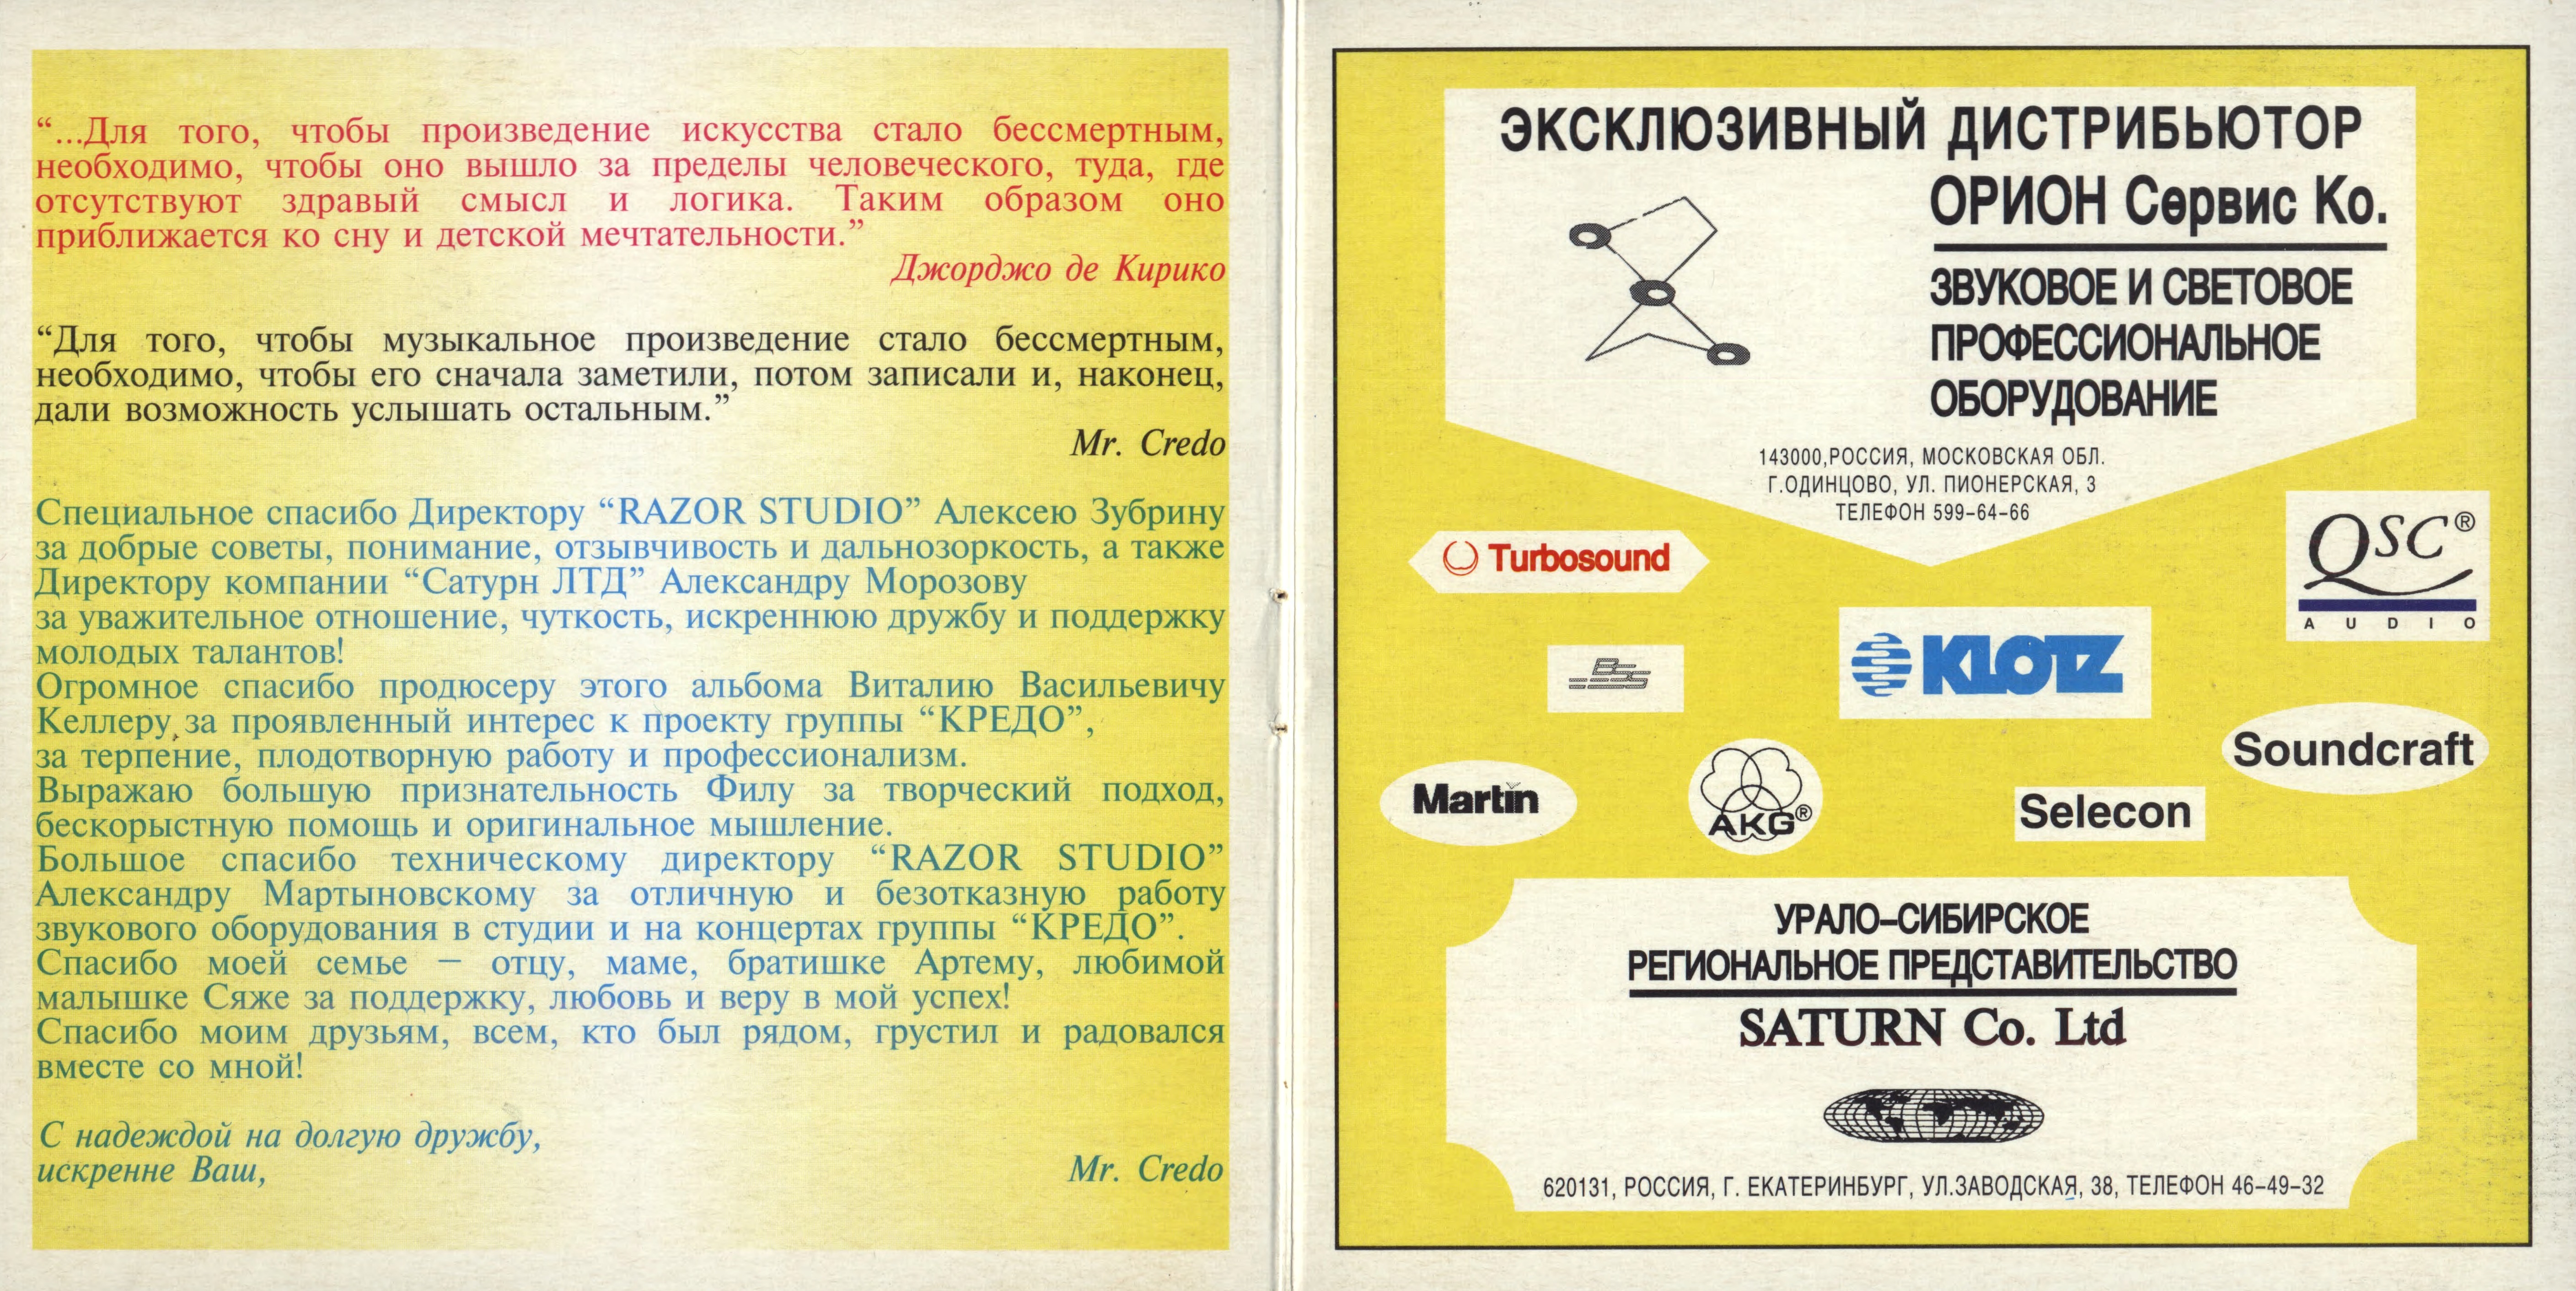 “...Для того, чтобы произведение искусства стало бессмертным,
необходимо, чтобы оно вышло за пределы человеческого, туда, где
отсутствуют здравый смысл и логика. Таким образом оно
приближается ко сну и детской мечтательности.”
Джорджо де Кирико
“Для того, чтобы музыкальное произведение стало бессмертным,
необходимо, чтобы его сначала заметили, потом записали и, наконец,
дали возможность услышать остальным.”
Mr. Credo
Специальное спасибо Директору “RAZOR STUDIO” Алексею Зубрину
за добрые советы, понимание, отзывчивость и дальнозоркость, а также
Директору компании “Сатурн ЛТД” Александру Морозову
за уважительное отношение, чуткость, искреннюю дружбу и поддержку
молодых талантов!
Огромное спасибо продюсеру этого альбома Виталию Васильевичу
Келлеру за проявленный интерес к проекту группы “КРЕДО”,
за терпение, плодотворную работу и профессионализм.
Выражаю большую признательность Филу за творческий подход,
бескорыстную помощь и оригинальное мышление.
Большое спасибо техническому директору “RAZOR STUDIO”
Александру Мартыновскому за отличную и безотказную работу
звукового оборудования в студии и на концертах группы “КРЕДО”.
Спасибо моей семье – отцу, маме, братишке Артему, любимой
малышке Сяже за поддержку, любовь и веру в мой успех!
Спасибо моим друзьям, всем, кто был рядом, грустил и радовался
вместе со мной!
С надеждой на долгую дружбу,
искренне Ваш, Mr. Credo
ЭКСКЛЮЗИВНЫЙ ДИСТРИБЬЮТОР
ОРИОН Сервис Ко.
ЗВУКОВОЕ И СВЕТОВОЕ
ПРОФЕССИОНАЛЬНОЕ
ОБОРУДОВАНИЕ
143000,РОССИЯ, МОСКОВСКАЯ ОБЛ.
Г.ОДИНЦОВО, УЛ. ПИОНЕРСКАЯ, 3
ТЕЛЕФОН 599-64-66
Turbosound
QSC®
AUDIO
BSS
KLOTZ
Soundcraft
Martin
AKG®
Selecon
УРАЛО-СИБИРСКОЕ
РЕГИОНАЛЬНОЕ ПРЕДСТАВИТЕЛЬСТВО
SATURN Co. Ltd
620131, РОССИЯ, Г. ЕКАТЕРИНБУРГ, УЛ.ЗАВОДСКАЯ, 38, ТЕЛЕФОН 46-49-32